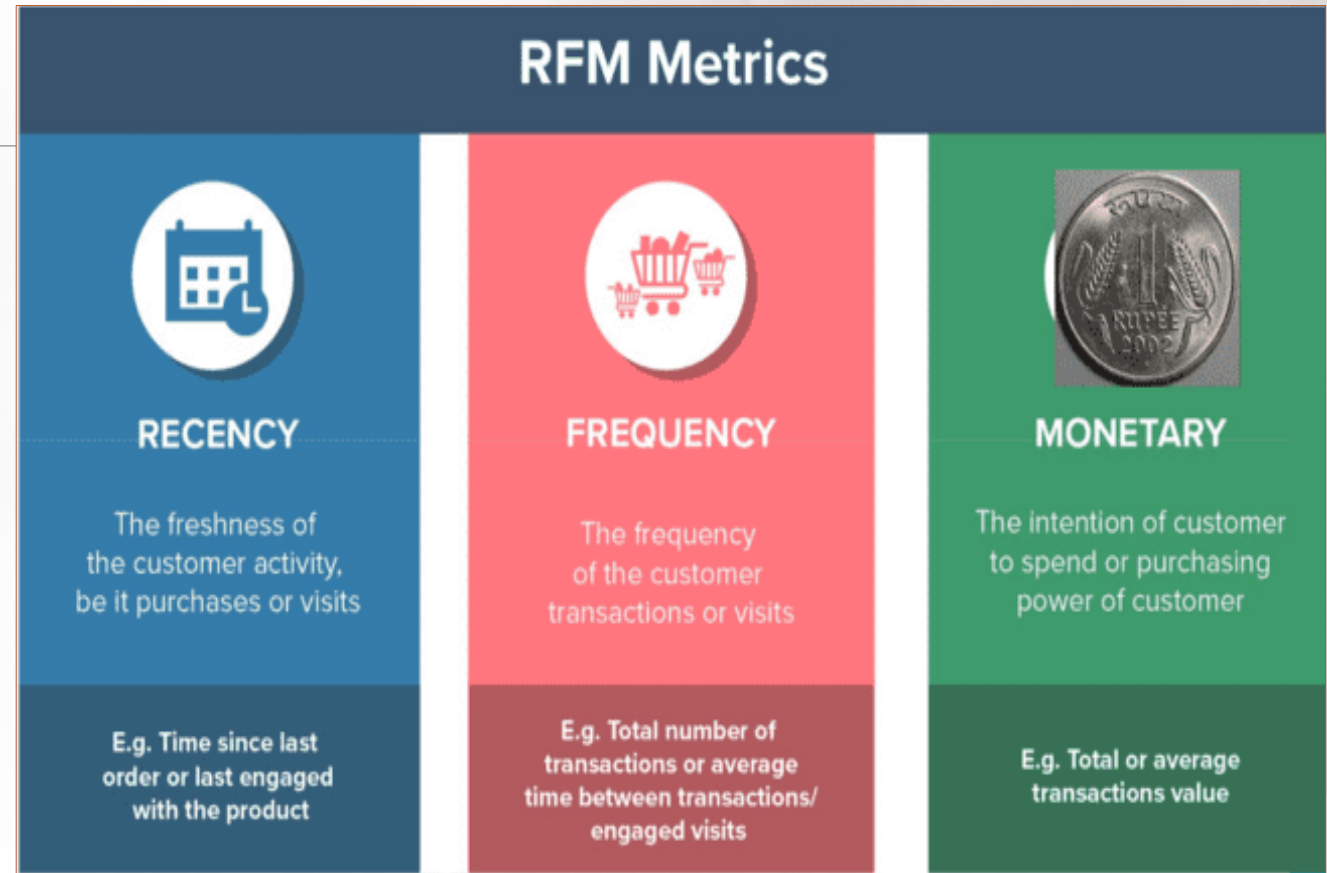 RFM Metrics
RECENCY
The freshness of
the customer activity,
be it purchases or visits
E.g. Time since last
order or last engaged
with the product
FREQUENCY
The frequency
of the customer
transactions or visits
E.g. Total number of
transactions or average
time between transactions/
engaged visits
रुपया
1
RUPEE
2002
MONETARY
The intention of customer
to spend or purchasing
power of customer
E.g. Total or average
transactions value